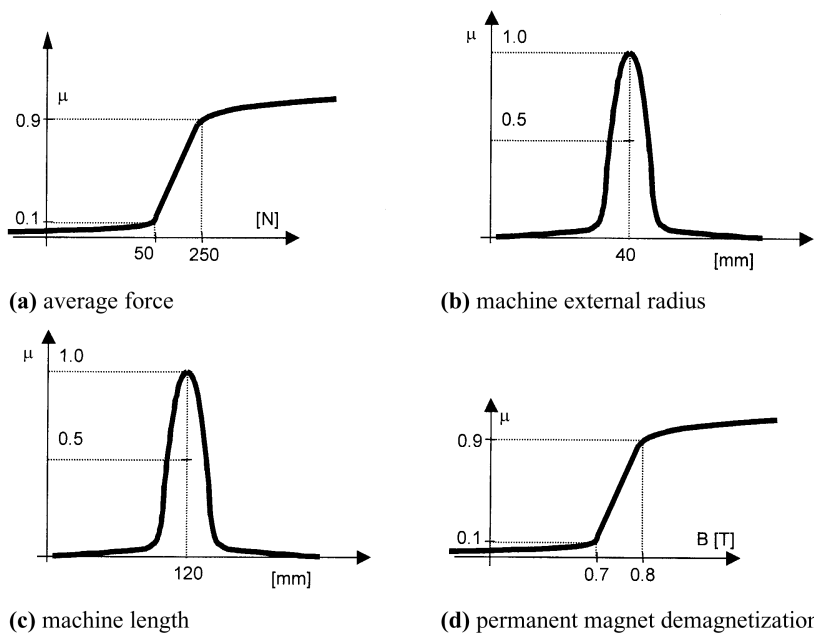 μ
0.9
0.1
[N]
50
250
(a) average force
μ
1.0
0.5
40
[mm]
(b) machine external radius
μ
1.0
0.5
120
[mm]
(c) machine length
μ
0.9
0.1
B [T]
0.7
0.8
(d) permanent magnet demagnetization